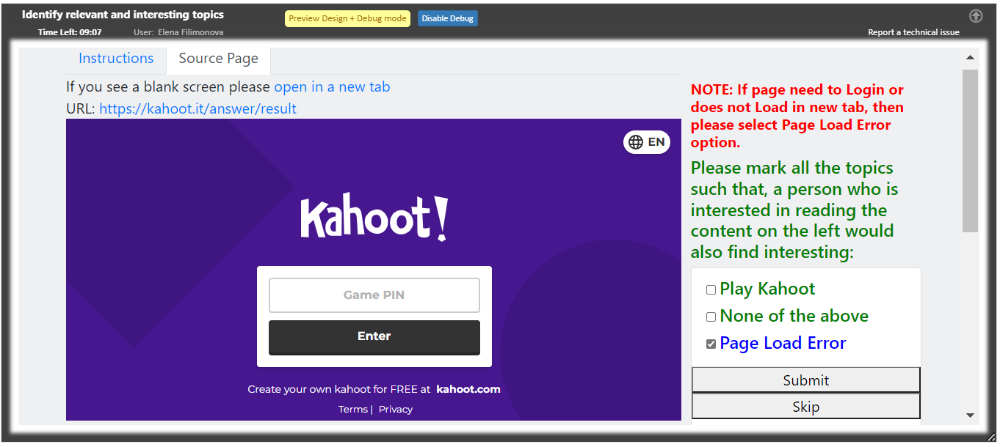 Identify relevant and interesting topics
Preview Design + Debug mode
Disable Debug
Time Left: 09:07
User: Elena Filimonova
Report a technical issue
Instructions
Source Page
If you see a blank screen please open in a new tab
URL: https://kahoot.it/answer/result
EN
Kahoot!
Game PIN
Enter
Create your own kahoot for FREE at kahoot.com
Terms | Privacy
NOTE: If page need to Login or
does not Load in new tab, then
please select Page Load Error
option.
Please mark all the topics
such that, a person who is
interested in reading the
content on the left would
also find interesting:
Play Kahoot
None of the above
Page Load Error
Submit
Skip